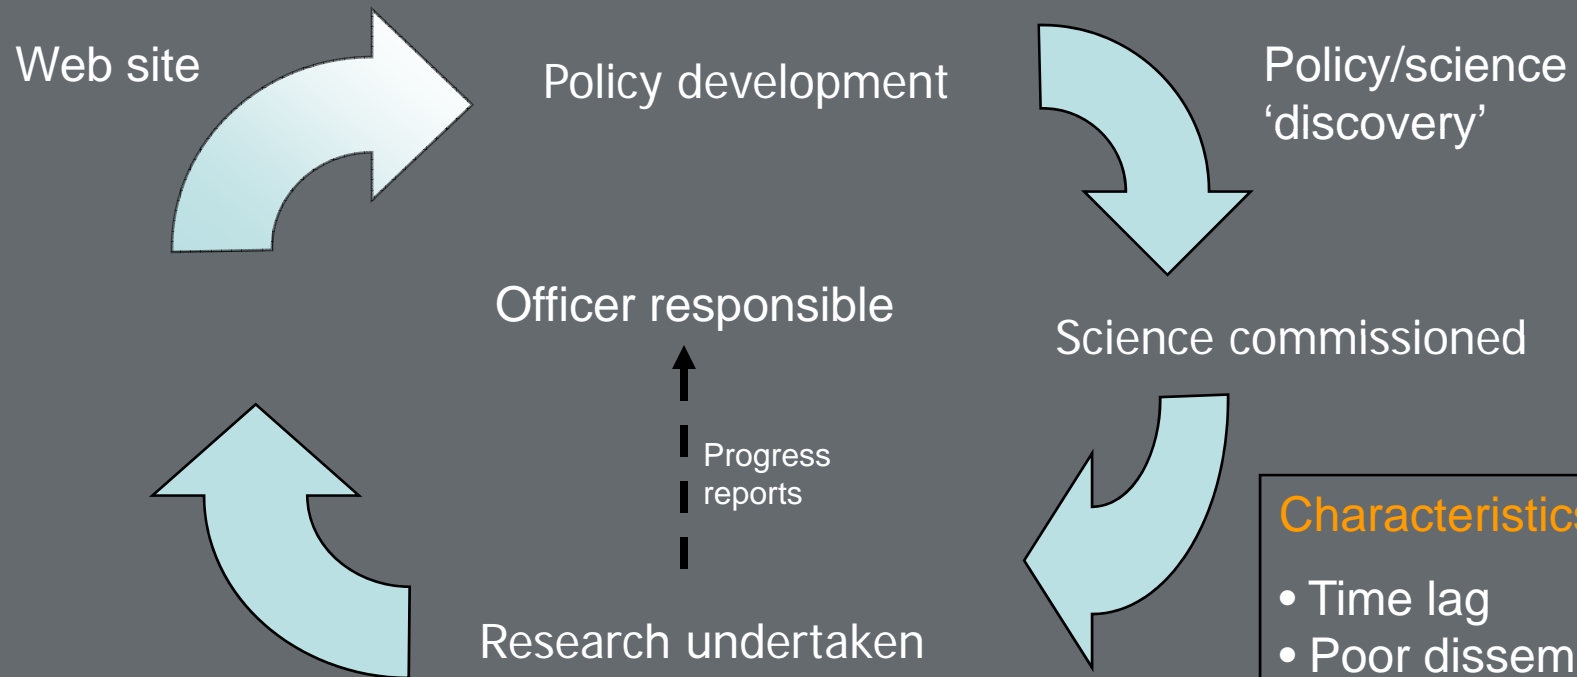 Web site
Policy development
Policy/science
‘discovery’
Officer responsible
Science commissioned
Progress
reports
Research undertaken
Characteristics
• Time lag
• Poor dissem